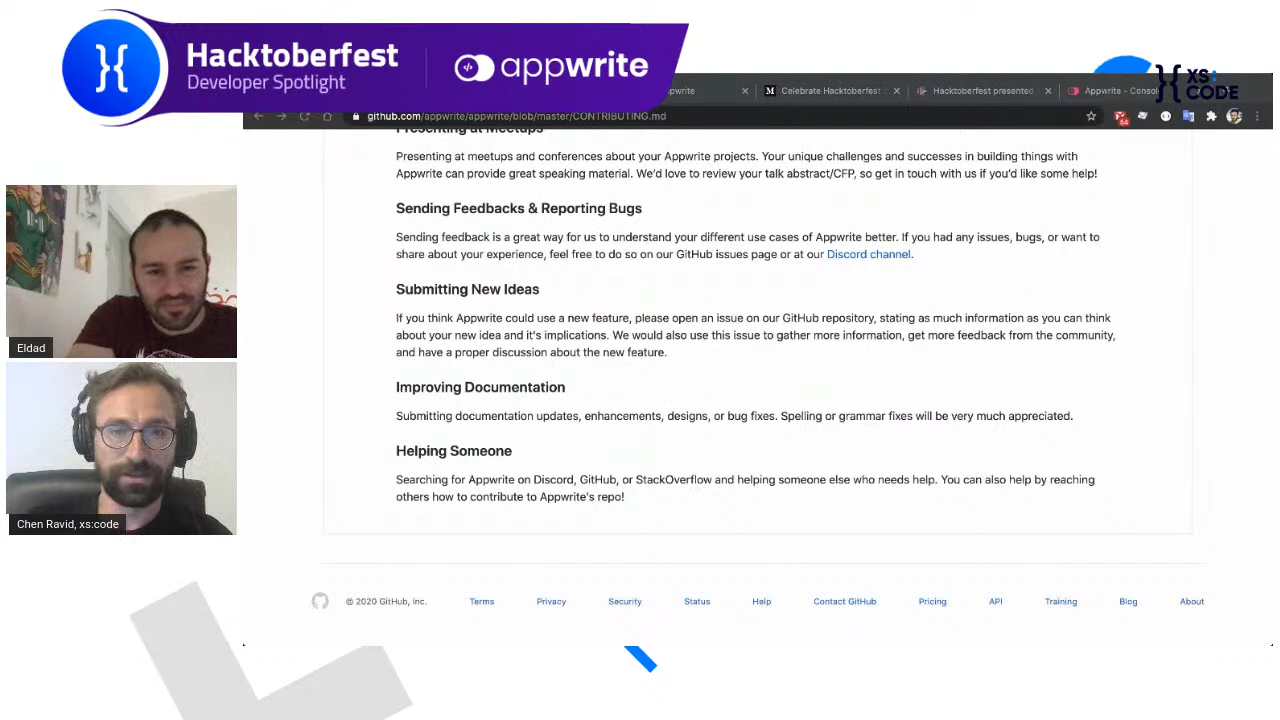 Hacktoberfest
Developer Spotlight
appwrite
XS:
CODE
pwrite
Celebrate Hacktoberfest
Hacktoberfest presented
Appwrite - Conso
github.com/appwrite/appwrite/blob/master/CONTRIBUTING.md
64
Presenting at Meetups
Presenting at meetups and conferences about your Appwrite projects. Your unique challenges and successes in building things with
Appwrite can provide great speaking material. We'd love to review your talk abstract/CFP, so get in touch with us if you'd like some help!
Sending Feedbacks & Reporting Bugs
Sending feedback is a great way for us to understand your different use cases of Appwrite better. If you had any issues, bugs, or want to
share about your experience, feel free to do so on our GitHub issues page or at our Discord channel.
Submitting New Ideas
If you think Appwrite could use a new feature, please open an issue on our GitHub repository, stating as much information as you can think
about your new idea and it's implications. We would also use this issue to gather more information, get more feedback from the community,
and have a proper discussion about the new feature.
Improving Documentation
Submitting documentation updates, enhancements, designs, or bug fixes. Spelling or grammar fixes will be very much appreciated.
Helping Someone
Searching for Appwrite on Discord, GitHub, or StackOverflow and helping someone else who needs help. You can also help by reaching
others how to contribute to Appwrite's repo!
© 2020 GitHub, Inc. Terms Privacy Security Status Help Contact GitHub Pricing API Training Blog About
Eldad
Chen Ravid, xs:code